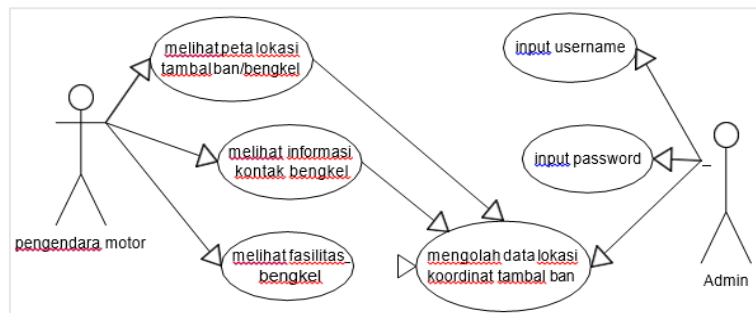 melihat peta lokasi
tambal ban/bengkel
input username
melihat informasi
kontak bengkel
input password
pengendara motor
melihat fasilitas
bengkel
mengolah data lokasi
koordinat tambal ban
Admin